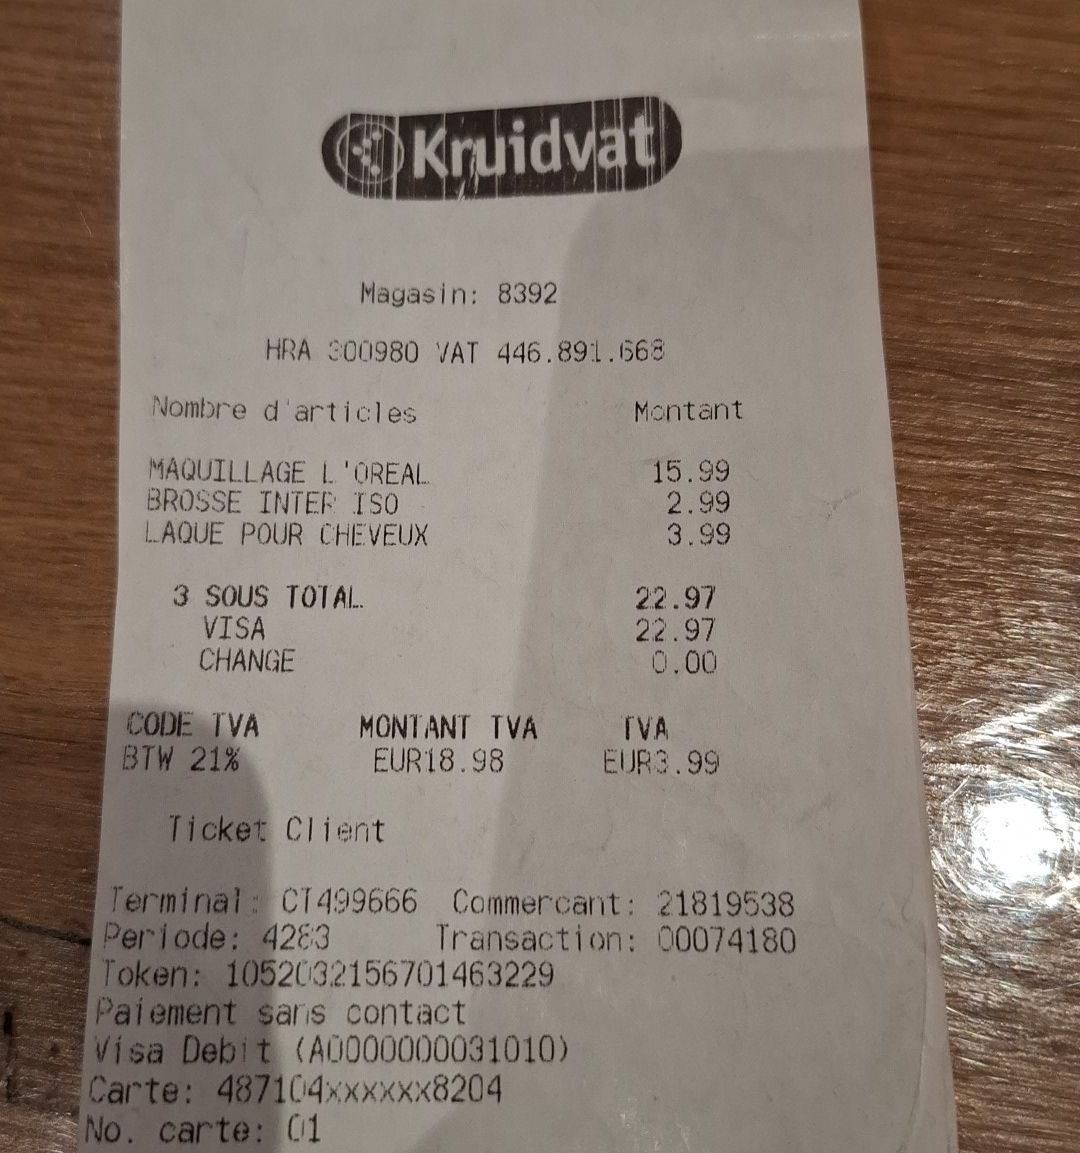 Kruidvat
Magasin: 8392
HRA 300980 VAT 446.891.668
Nombre d'articles Montant
MAQUILLAGE L'OREAL 15.99
BROSSE INTER ISO 2.99
LAQUE POUR CHEVEUX 3.99
3 SOUS TOTAL 22.97
VISA 22.97
CHANGE 0.00
CODE TVA MONTANT TVA TVA
BTW 21% EUR18.98 EUR3.99
Ticket Client
Terminal: CT499666 Commercant: 21819538
Periode: 4283 Transaction: 00074180
Token: 1052032156701463229
Paiement sans contact
Visa Debit (A0000000031010)
Carte: 487104xxxxxx8204
No. carte: 01